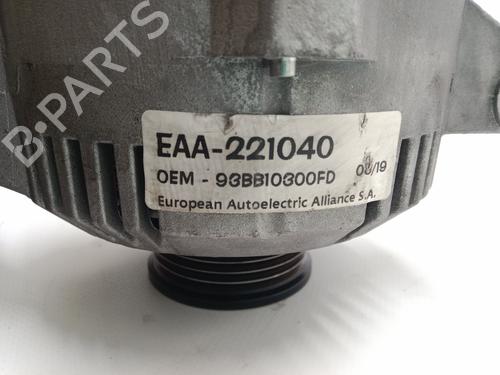 B-PARTS
EAA-221040
OEM - 93BB10300FD 08/19
European Autoelectric Alliance S.A.